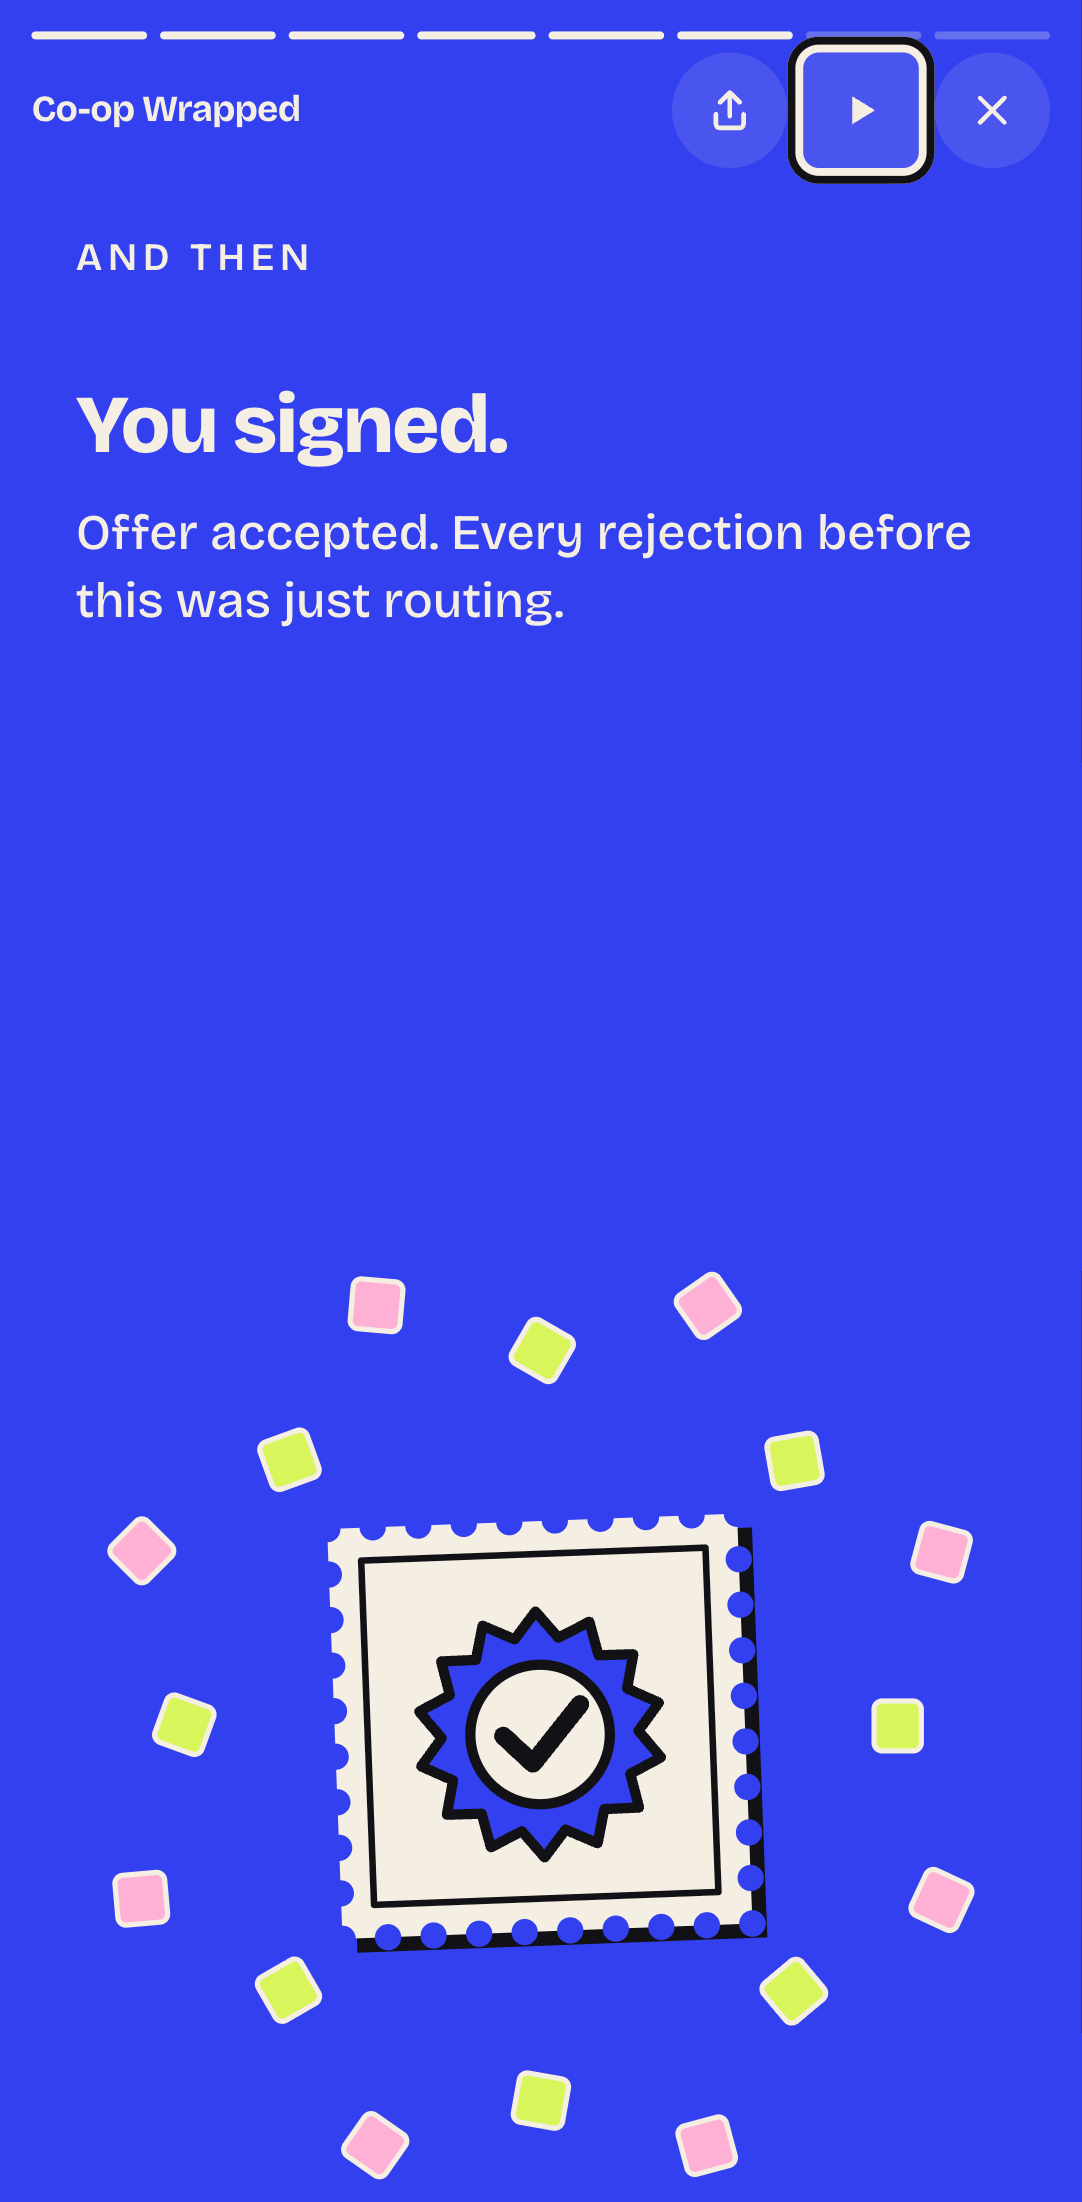 Co-op Wrapped
AND THEN
You signed.
Offer accepted. Every rejection before
this was just routing.